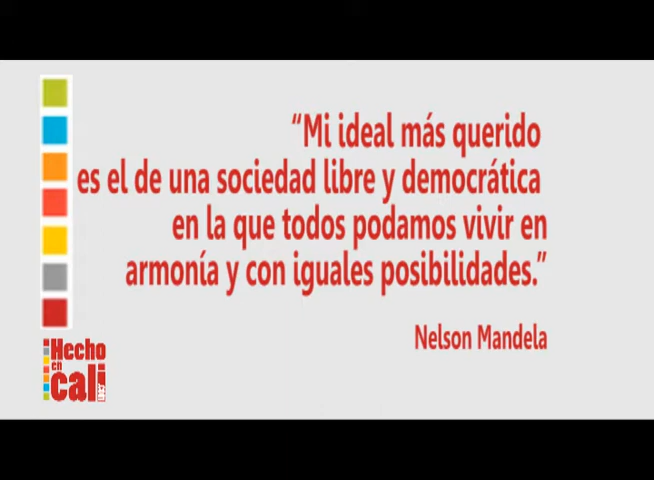 “Mi ideal más querido
es el de una sociedad libre y democrática
en la que todos podamos vivir en
armonía y con iguales posibilidades.”
Nelson Mandela
Hecho
en
cali